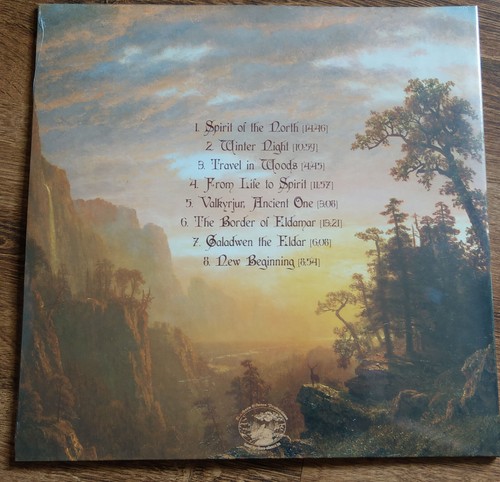 1. Spirit of the North [14:46]
2. Winter Night [10:59]
3. Travel in Woods [4:45]
4. From Life to Spirit [11:57]
5. Valkyrjur, Ancient One [5:08]
6. The Border of Eldamar [15:21]
7. Galadwen the Eldar [6:08]
8. New Beginning [8:54]